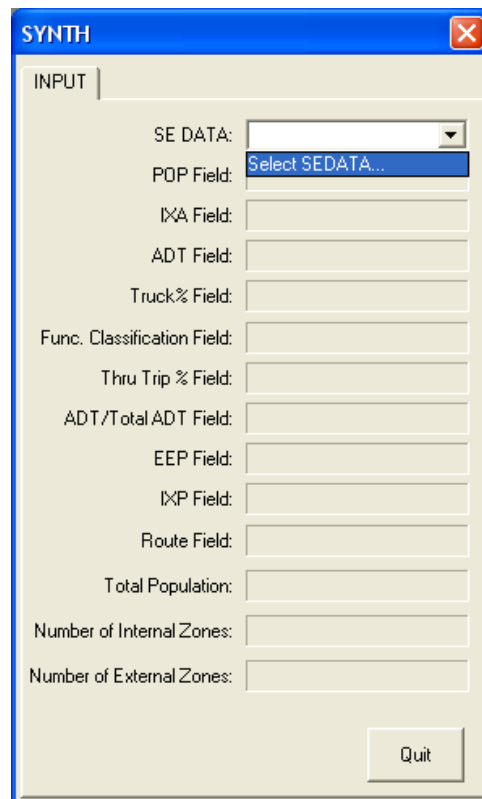 SYNTH
INPUT
SE DATA:
Select SEDATA...
POP Field:
IXA Field:
ADT Field:
Truck% Field:
Func. Classification Field:
Thru Trip % Field:
ADT/Total ADT Field:
EEP Field:
IXP Field:
Route Field:
Total Population:
Number of Internal Zones:
Number of External Zones:
Quit